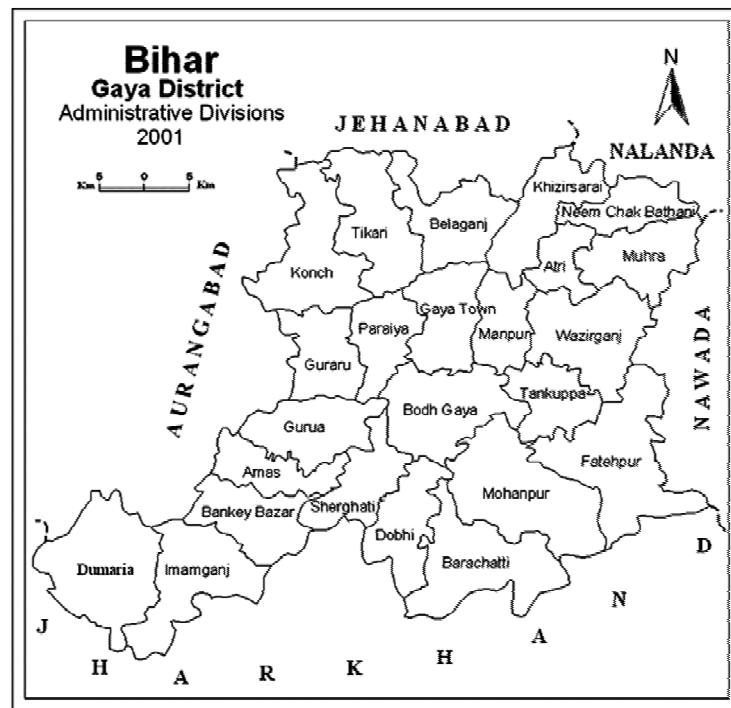 Bihar
Gaya District
Administrative Divisions
2001
N
5 0 5
Km Km
JEHANABAD
NALANDA
AURANGABAD
NAWADA
JHARKHAND
Khizirsarai
Neem Chak Bathani
Tikari
Belaganj
Atri
Muhra
Konch
Gaya Town
Paraiya
Manpur
Wazirganj
Guraru
Tankuppa
Bodh Gaya
Gurua
Fatehpur
Amas
Mohanpur
Bankey Bazar
Sherghati
Dobhi
Barachatti
Dumaria
Imamganj